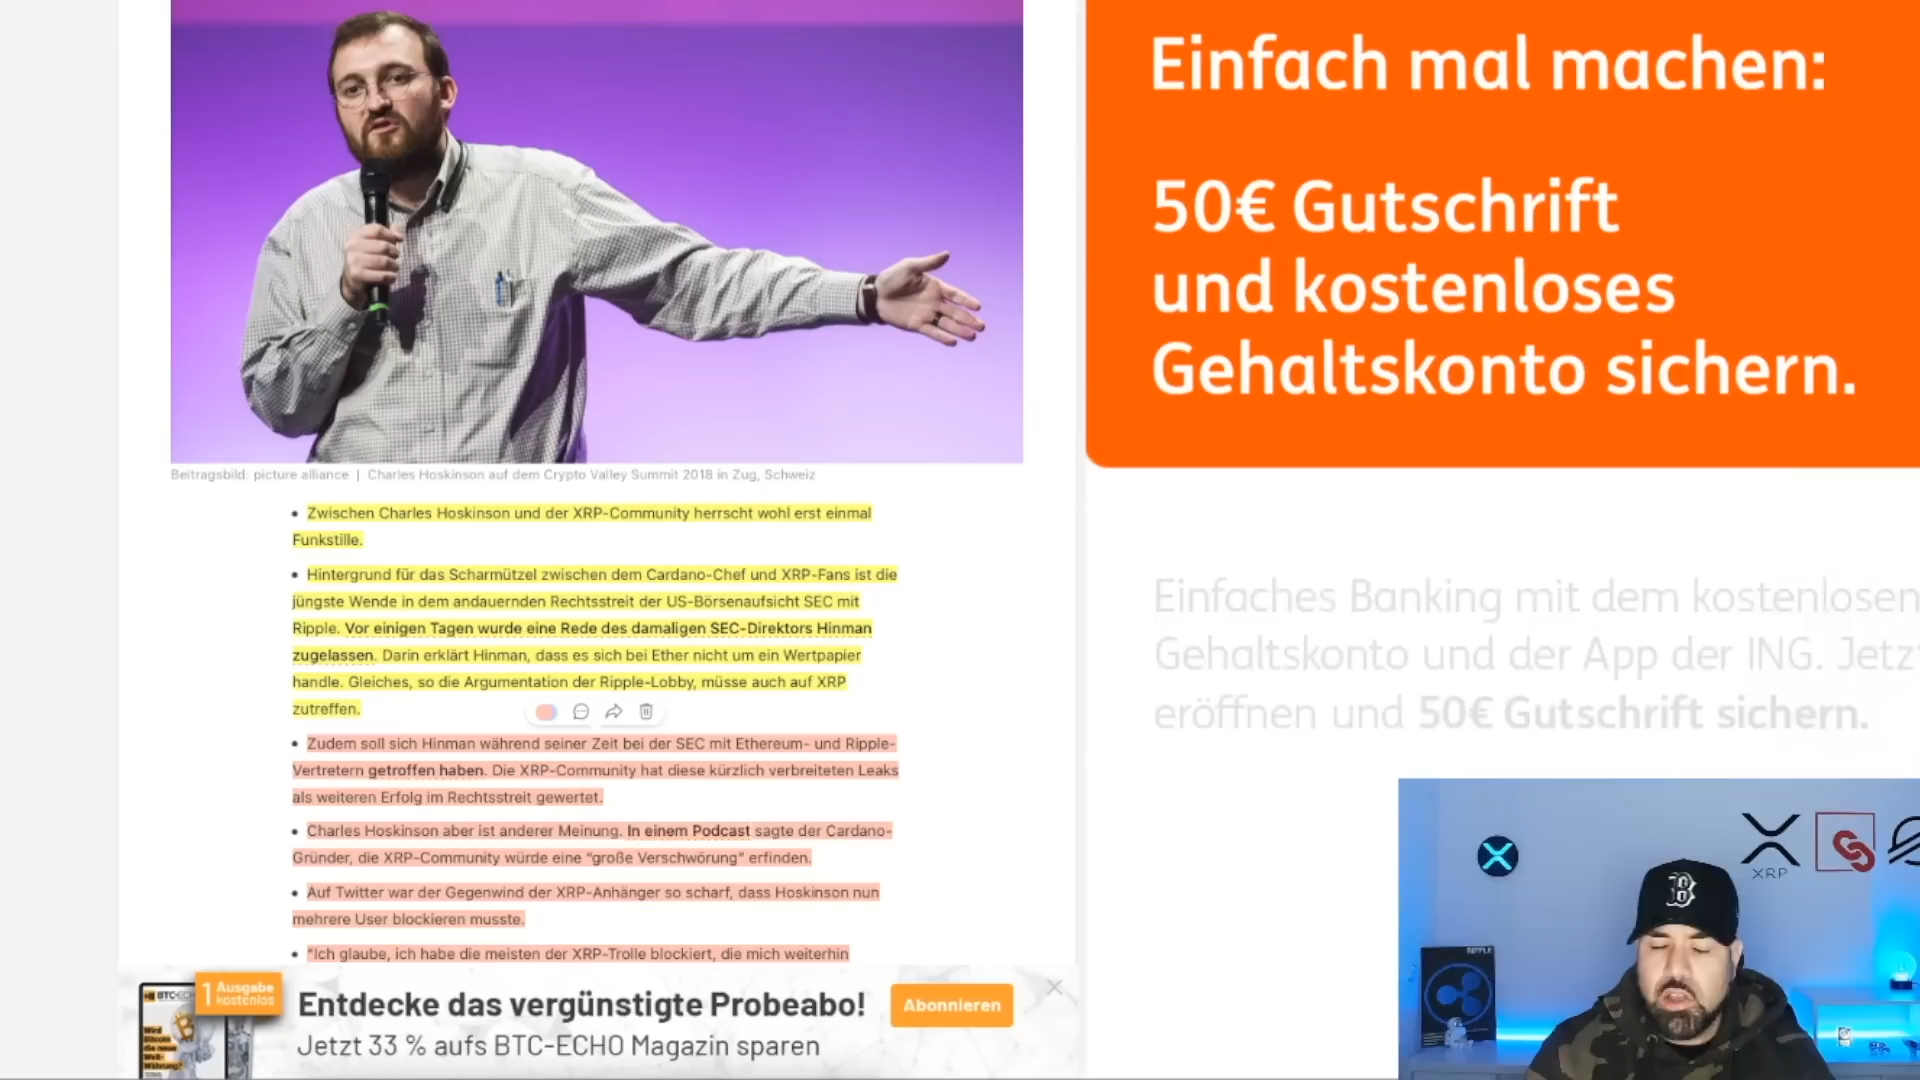 Einfach mal machen:
50€ Gutschrift
und kostenloses
Gehaltskonto sichern.
Beitragsbild: picture alliance | Charles Hoskinson auf dem Crypto Valley Summit 2018 in Zug, Schweiz
• Zwischen Charles Hoskinson und der XRP-Community herrscht wohl erst einmal
Funkstille.
• Hintergrund für das Scharmützel zwischen dem Cardano-Chef und XRP-Fans ist die
jüngste Wende in dem andauernden Rechtsstreit der US-Börsenaufsicht SEC mit
Ripple. Vor einigen Tagen wurde eine Rede des damaligen SEC-Direktors Hinman
zugelassen. Darin erklärt Hinman, dass es sich bei Ether nicht um ein Wertpapier
handle. Gleiches, so die Argumentation der Ripple-Lobby, müsse auch auf XRP
zutreffen.
• Zudem soll sich Hinman während seiner Zeit bei der SEC mit Ethereum- und Ripple-
Vertretern getroffen haben. Die XRP-Community hat diese kürzlich verbreiteten Leaks
als weiteren Erfolg im Rechtsstreit gewertet.
• Charles Hoskinson aber ist anderer Meinung. In einem Podcast sagte der Cardano-
Gründer, die XRP-Community würde eine "große Verschwörung" erfinden.
• Auf Twitter war der Gegenwind der XRP-Anhänger so scharf, dass Hoskinson nun
mehrere User blockieren musste.
• "Ich glaube, ich habe die meisten der XRP-Trolle blockiert, die mich weiterhin
Einfaches Banking mit dem kostenlosen
Gehaltskonto und der App der ING. Jetz
eröffnen und 50€ Gutschrift sichern.
XRP
RIPPLE
B
1 Ausgabe
kostenlos
BTC-ECH
Wird
Bitcoin
die neue
Welt-
Währung?
Entdecke das vergünstigte Probeabo!
Jetzt 33 % aufs BTC-ECHO Magazin sparen
Abonnieren